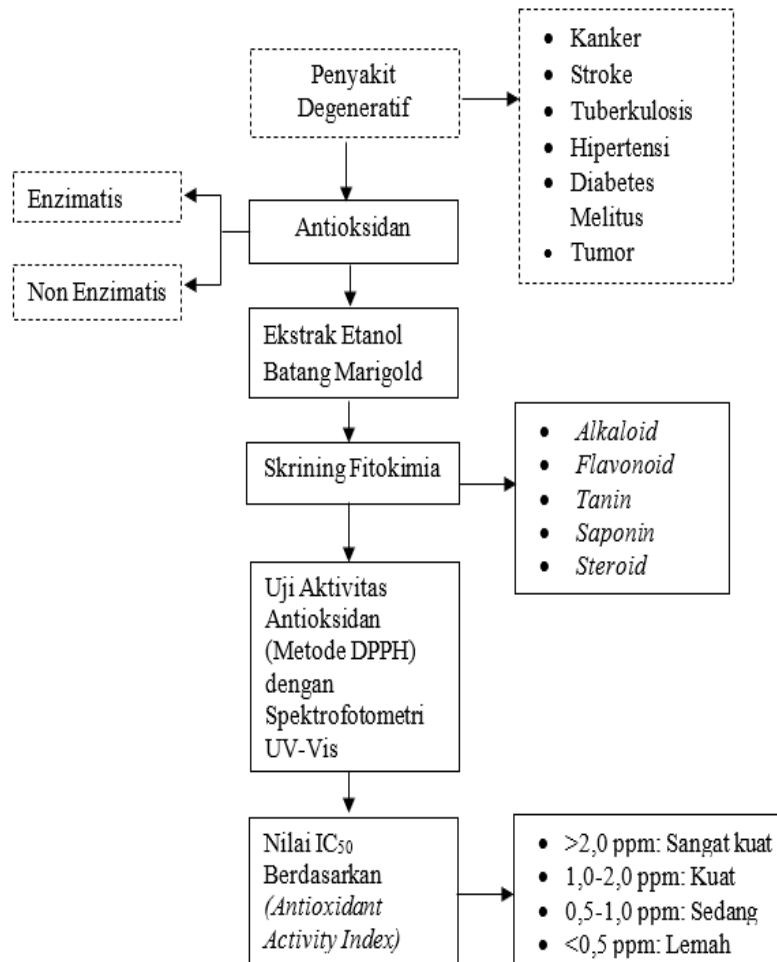 Penyakit
Degeneratif
• Kanker
• Stroke
• Tuberkulosis
• Hipertensi
• Diabetes
Melitus
• Tumor
Enzimatis
Non Enzimatis
Antioksidan
Ekstrak Etanol
Batang Marigold
Skrining Fitokimia
• Alkaloid
• Flavonoid
• Tanin
• Saponin
• Steroid
Uji Aktivitas
Antioksidan
(Metode DPPH)
dengan
Spektrofotometri
UV-Vis
Nilai IC₅₀
Berdasarkan
(Antioxidant
Activity Index)
• >2,0 ppm: Sangat kuat
• 1,0-2,0 ppm: Kuat
• 0,5-1,0 ppm: Sedang
• <0,5 ppm: Lemah